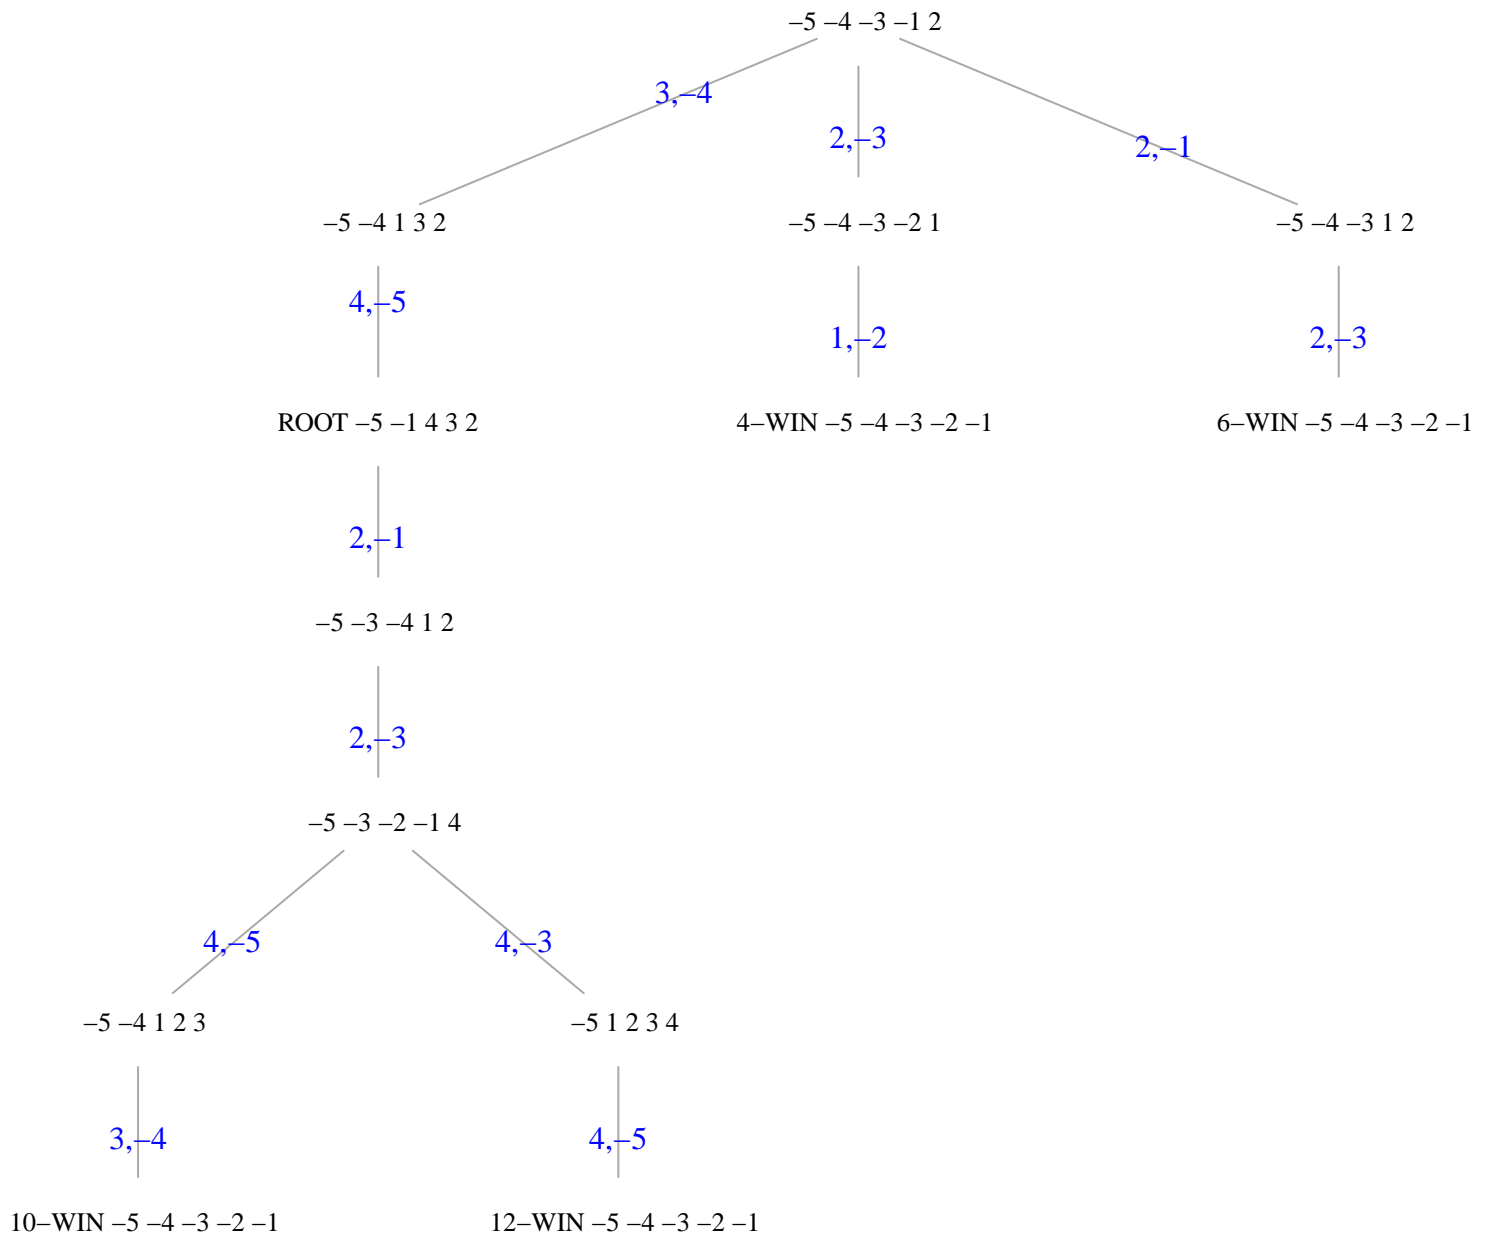 –5 –4 –3 –1 2
3,–4
2,–3
2,–1
–5 –4 1 3 2
–5 –4 –3 –2 1
–5 –4 –3 1 2
4,–5
1,–2
2,–3
ROOT –5 –1 4 3 2
4–WIN –5 –4 –3 –2 –1
6–WIN –5 –4 –3 –2 –1
2,–1
–5 –3 –4 1 2
2,–3
–5 –3 –2 –1 4
4,–5
4,–3
–5 –4 1 2 3
–5 1 2 3 4
3,–4
4,–5
10–WIN –5 –4 –3 –2 –1
12–WIN –5 –4 –3 –2 –1